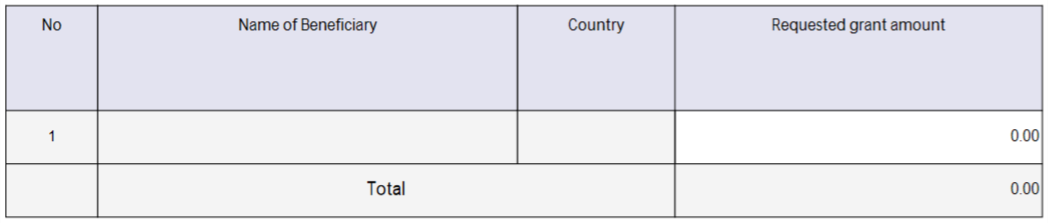 No Name of Beneficiary Country Requested grant amount
1 0.00
Total 0.00